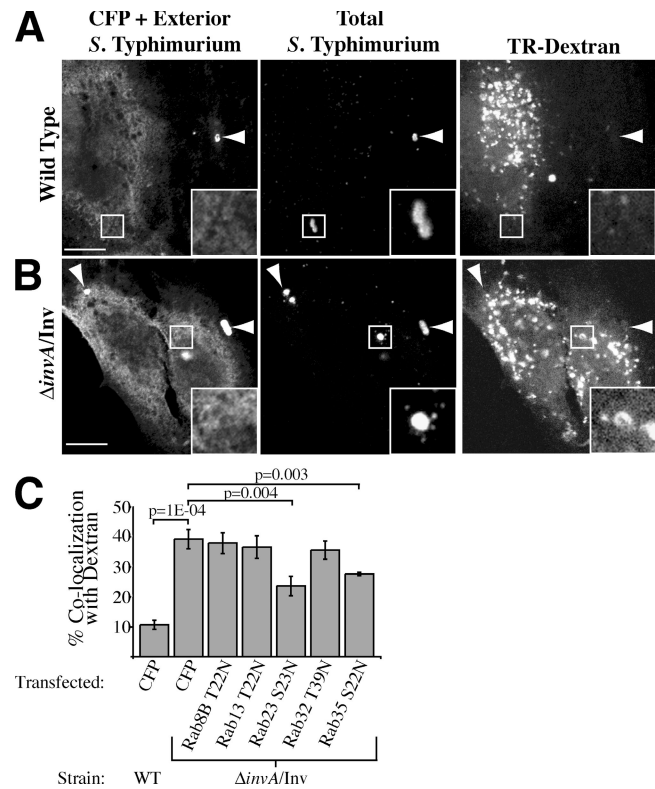 A
CFP + Exterior
S. Typhimurium
Total
S. Typhimurium
TR-Dextran
Wild Type
B
ΔinvA/Inv
C
p=0.003
p=0.004
p=1E-04
% Co-localization
with Dextran
50
40
30
20
10
Transfected:
CFP
CFP
Rab8B T22N
Rab13 T22N
Rab23 S23N
Rab32 T39N
Rab35 S22N
Strain:
WT
ΔinvA/Inv